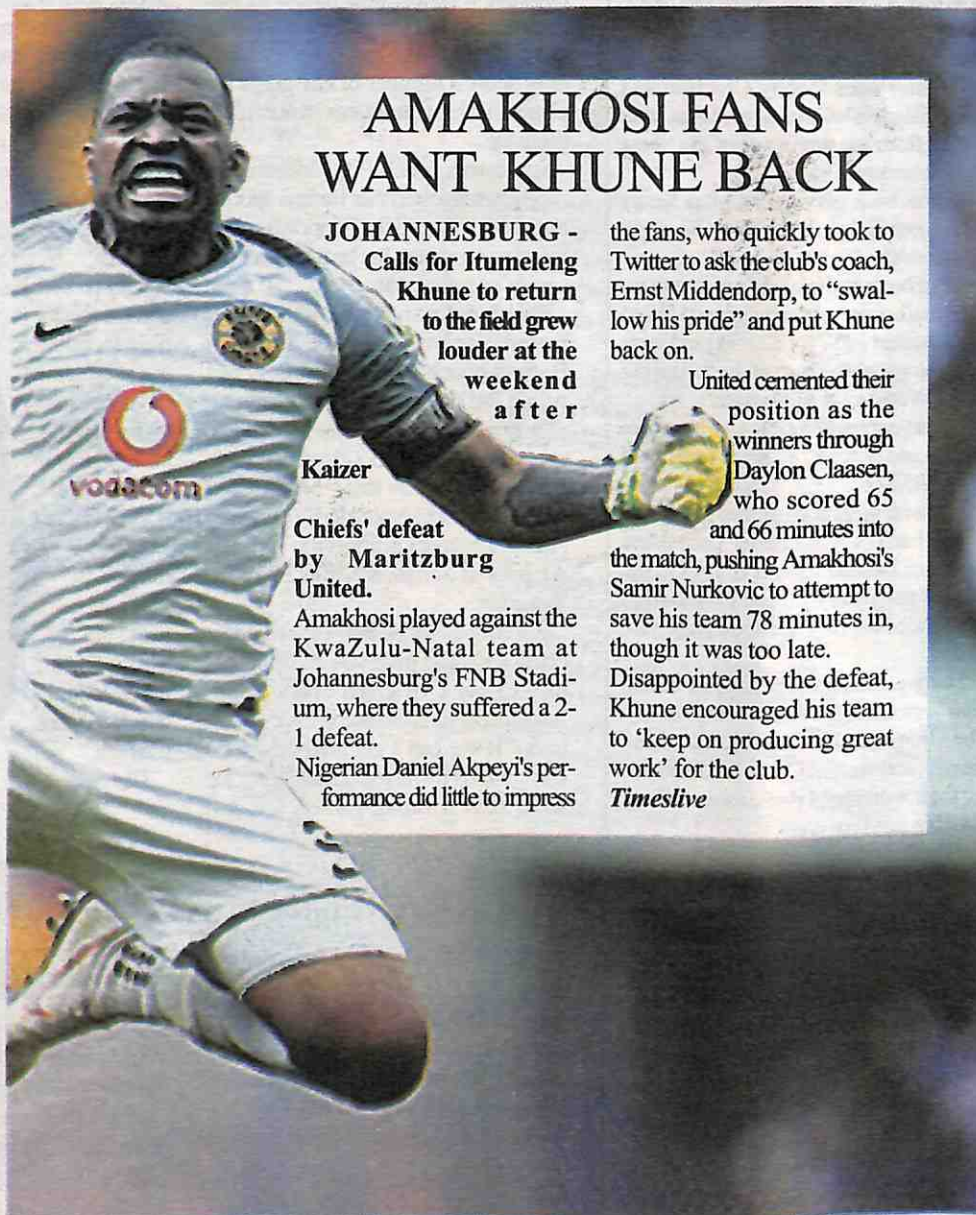 AMAKHOSI FANS
WANT KHUNE BACK
JOHANNESBURG -
Calls for Itumeleng
Khune to return
to the field grew
louder at the
weekend
after
Kaizer
Chiefs' defeat
by Maritzburg
United.
Amakhosi played against the
KwaZulu-Natal team at
Johannesburg's FNB Stadi-
um, where they suffered a 2-
1 defeat.
Nigerian Daniel Akpeyi's per-
formance did little to impress
the fans, who quickly took to
Twitter to ask the club's coach,
Ernst Middendorp, to “swal-
low his pride” and put Khune
back on.
United cemented their
position as the
winners through
Daylon Claasen,
who scored 65
and 66 minutes into
the match, pushing Amakhosi's
Samir Nurkovic to attempt to
save his team 78 minutes in,
though it was too late.
Disappointed by the defeat,
Khune encouraged his team
to ‘keep on producing great
work’ for the club.
Timeslive
vodacom